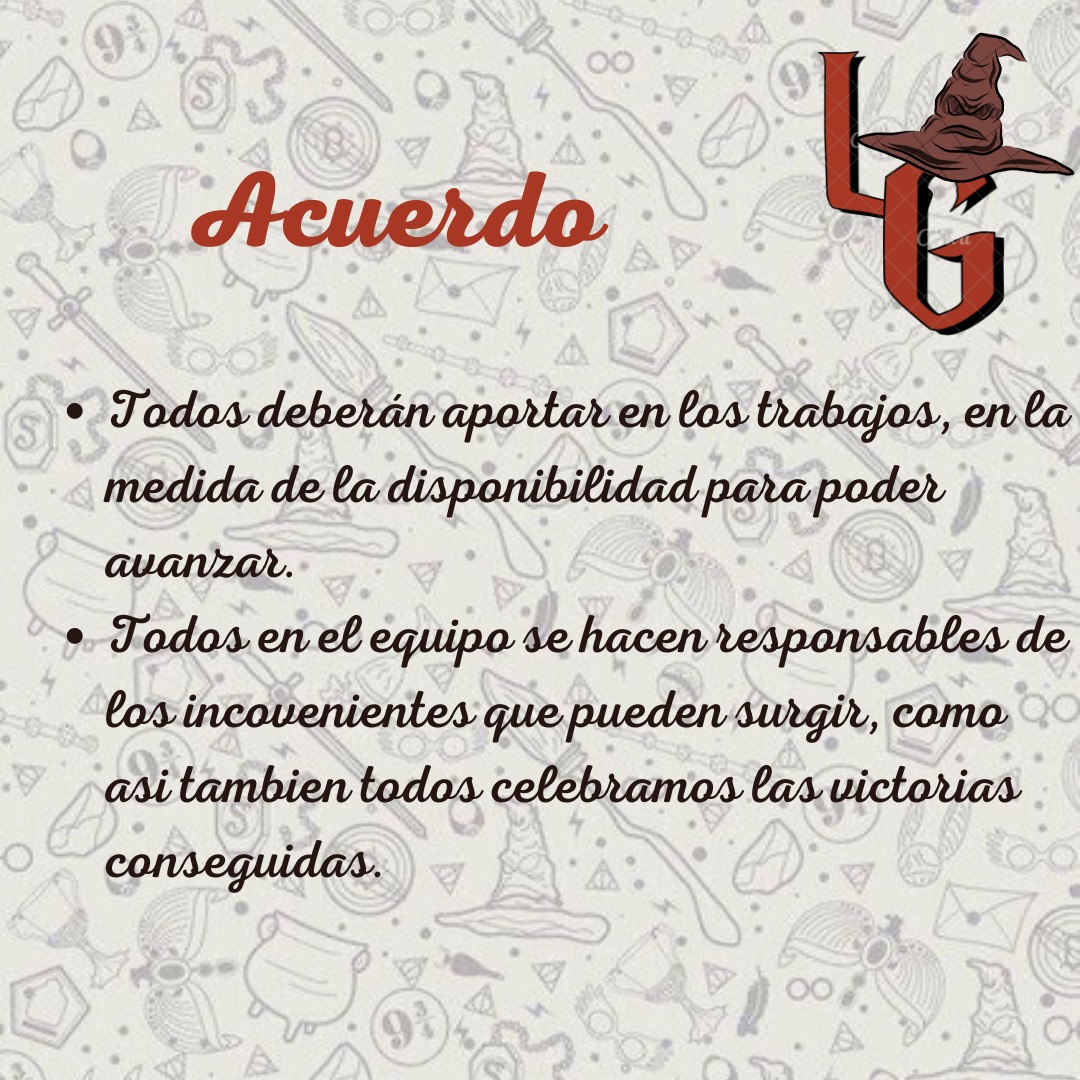 LG
Acuerdo
• Todos deberán aportar en los trabajos, en la
medida de la disponibilidad para poder
avanzar.
• Todos en el equipo se hacen responsables de
los incovenientes que pueden surgir, como
asi tambien todos celebramos las victorias
conseguidas.